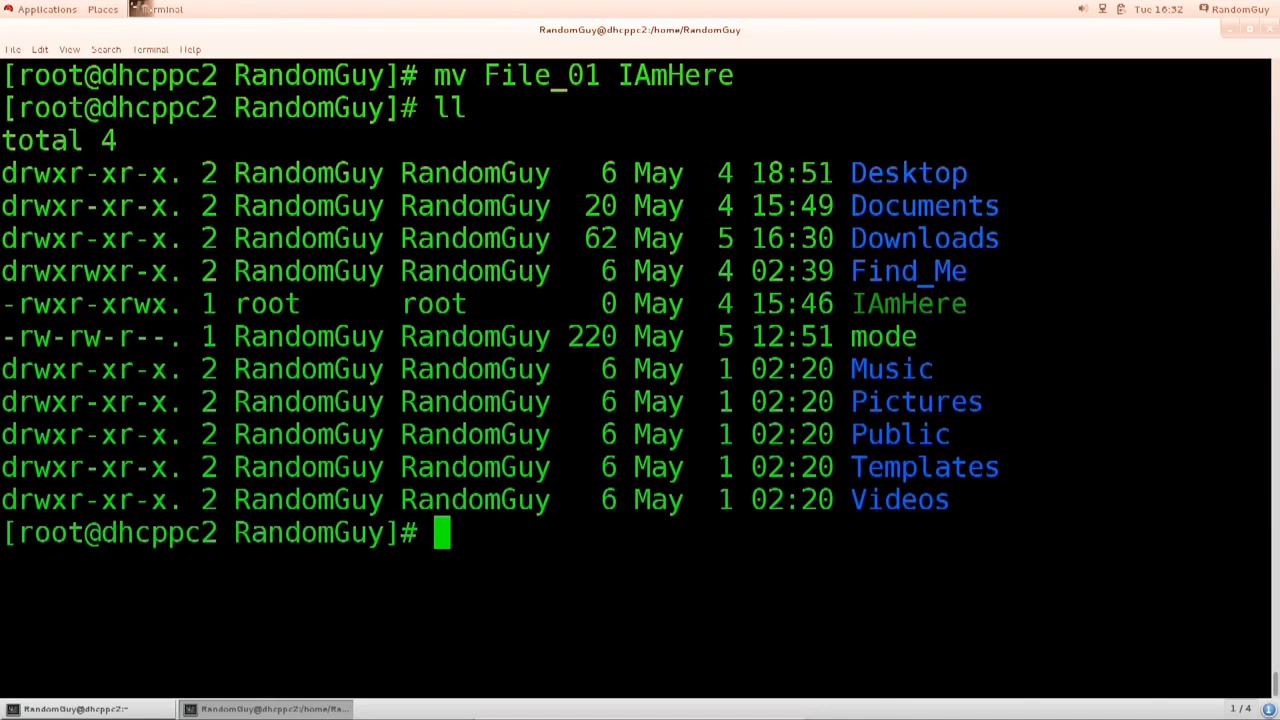 Applications Places Terminal Tue 16:32 RandomGuy
RandomGuy@dhcppc2:/home/RandomGuy
File Edit View Search Terminal Help
[root@dhcppc2 RandomGuy]# mv File_01 IAmHere
[root@dhcppc2 RandomGuy]# ll
total 4
drwxr-xr-x. 2 RandomGuy RandomGuy   6 May  4 18:51 Desktop
drwxr-xr-x. 2 RandomGuy RandomGuy  20 May  4 15:49 Documents
drwxr-xr-x. 2 RandomGuy RandomGuy  62 May  5 16:30 Downloads
drwxrwxr-x. 2 RandomGuy RandomGuy   6 May  4 02:39 Find_Me
-rwxr-xrwx. 1 root      root        0 May  4 15:46 IAmHere
-rw-rw-r--. 1 RandomGuy RandomGuy 220 May  5 12:51 mode
drwxr-xr-x. 2 RandomGuy RandomGuy   6 May  1 02:20 Music
drwxr-xr-x. 2 RandomGuy RandomGuy   6 May  1 02:20 Pictures
drwxr-xr-x. 2 RandomGuy RandomGuy   6 May  1 02:20 Public
drwxr-xr-x. 2 RandomGuy RandomGuy   6 May  1 02:20 Templates
drwxr-xr-x. 2 RandomGuy RandomGuy   6 May  1 02:20 Videos
[root@dhcppc2 RandomGuy]#
RandomGuy@dhcppc2:~ RandomGuy@dhcppc2:/home/Ra... 1 / 4